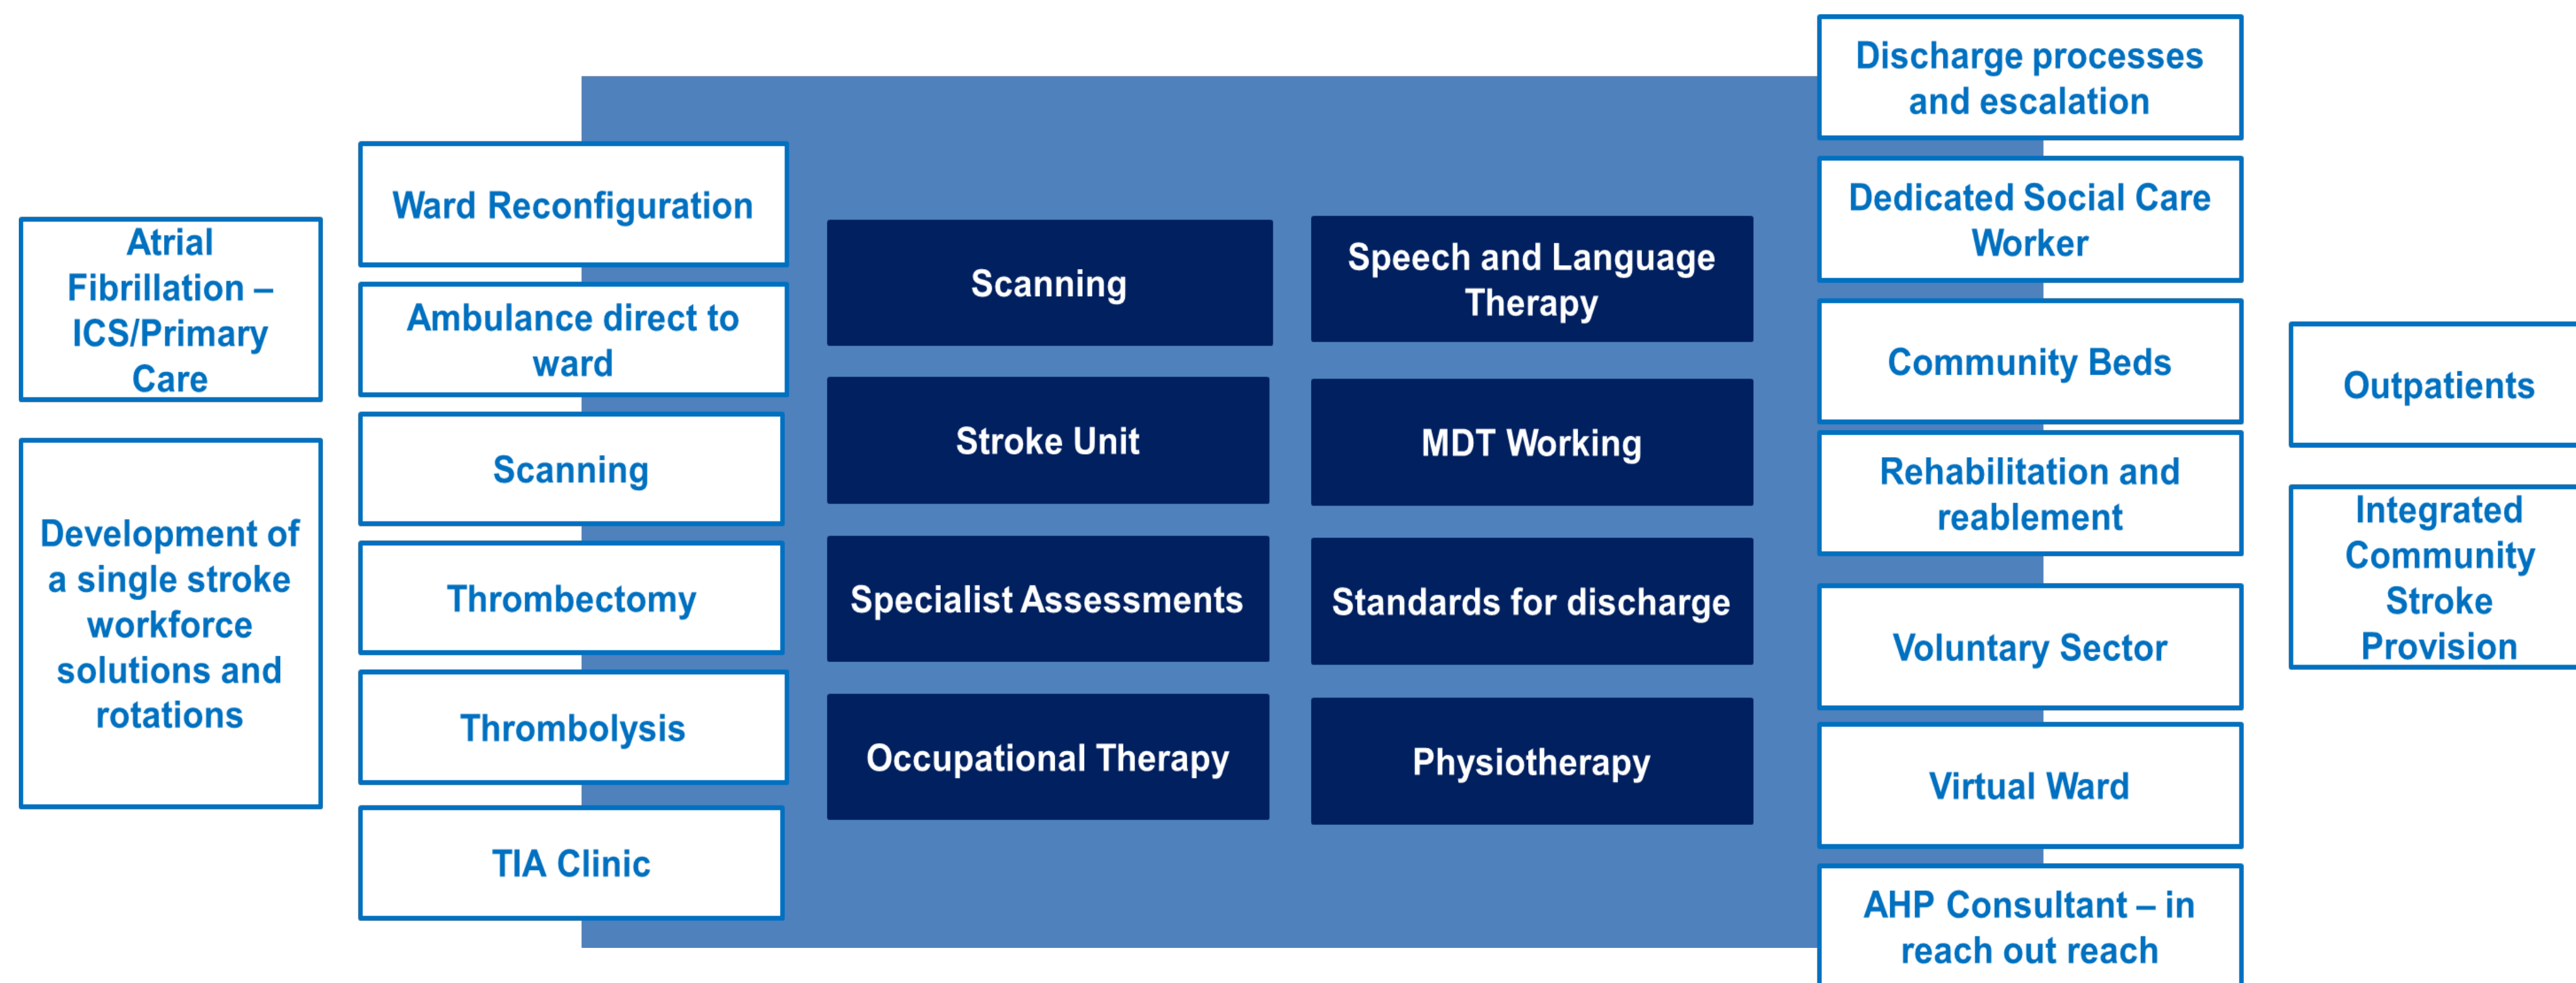 Atrial
Fibrillation –
ICS/Primary
Care
Development of
a single stroke
workforce
solutions and
rotations
Ward Reconfiguration
Ambulance direct to
ward
Scanning
Thrombectomy
Thrombolysis
TIA Clinic
Scanning
Stroke Unit
Specialist Assessments
Occupational Therapy
Speech and Language
Therapy
MDT Working
Standards for discharge
Physiotherapy
Discharge processes
and escalation
Dedicated Social Care
Worker
Community Beds
Rehabilitation and
reablement
Voluntary Sector
Virtual Ward
AHP Consultant – in
reach out reach
Outpatients
Integrated
Community
Stroke
Provision